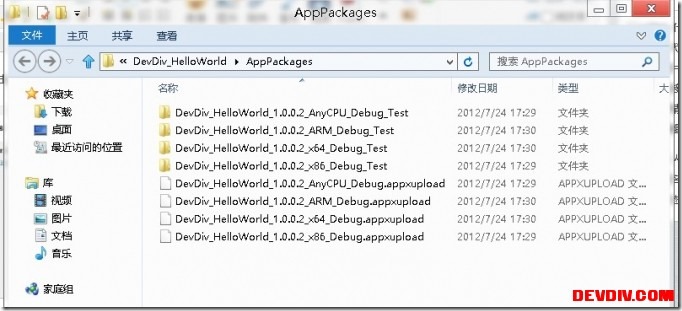 AppPackages
文件 主页 共享 查看
« DevDiv_HelloWorld AppPackages 搜索 AppPackages
收藏夹
下载
桌面
最近访问的位置
库
视频
图片
文档
音乐
家庭组
名称 修改日期 类型 大
DevDiv_HelloWorld_1.0.0.2_AnyCPU_Debug_Test 2012/7/24 17:29 文件夹
DevDiv_HelloWorld_1.0.0.2_ARM_Debug_Test 2012/7/24 17:30 文件夹
DevDiv_HelloWorld_1.0.0.2_x64_Debug_Test 2012/7/24 17:30 文件夹
DevDiv_HelloWorld_1.0.0.2_x86_Debug_Test 2012/7/24 17:29 文件夹
DevDiv_HelloWorld_1.0.0.2_AnyCPU_Debug.appxupload 2012/7/24 17:29 APPXUPLOAD 文...
DevDiv_HelloWorld_1.0.0.2_ARM_Debug.appxupload 2012/7/24 17:30 APPXUPLOAD 文...
DevDiv_HelloWorld_1.0.0.2_x64_Debug.appxupload 2012/7/24 17:30 APPXUPLOAD 文...
DevDiv_HelloWorld_1.0.0.2_x86_Debug.appxupload 2012/7/24 17:29 APPXUPLOAD 文...
DEVDIV.COM